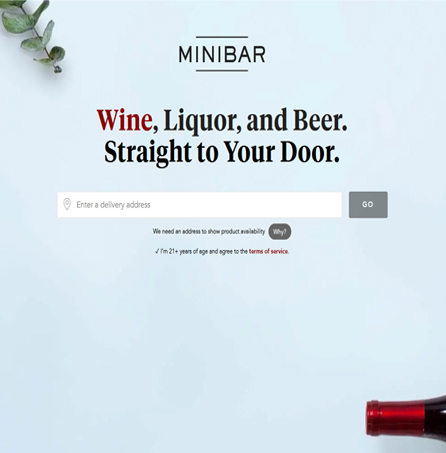 MINIBAR
Wine, Liquor, and Beer.
Straight to Your Door.
Enter a delivery address
GO
We need an address to show product availability Why?
✓ I'm 21+ years of age and agree to the terms of service.